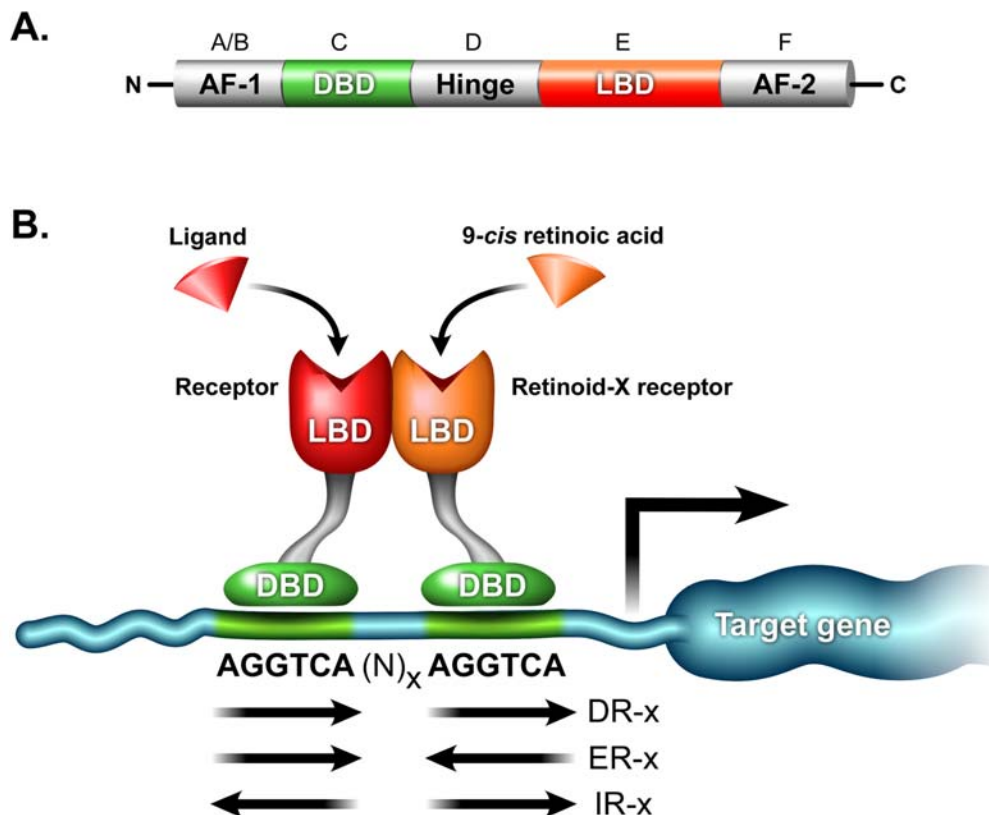 A.
A/B C D E F
N AF-1 DBD Hinge LBD AF-2 C
B.
Ligand
9-cis retinoic acid
Receptor
Retinoid-X receptor
LBD LBD
DBD DBD
Target gene
AGGTCA (N)x AGGTCA
DR-x
ER-x
IR-x